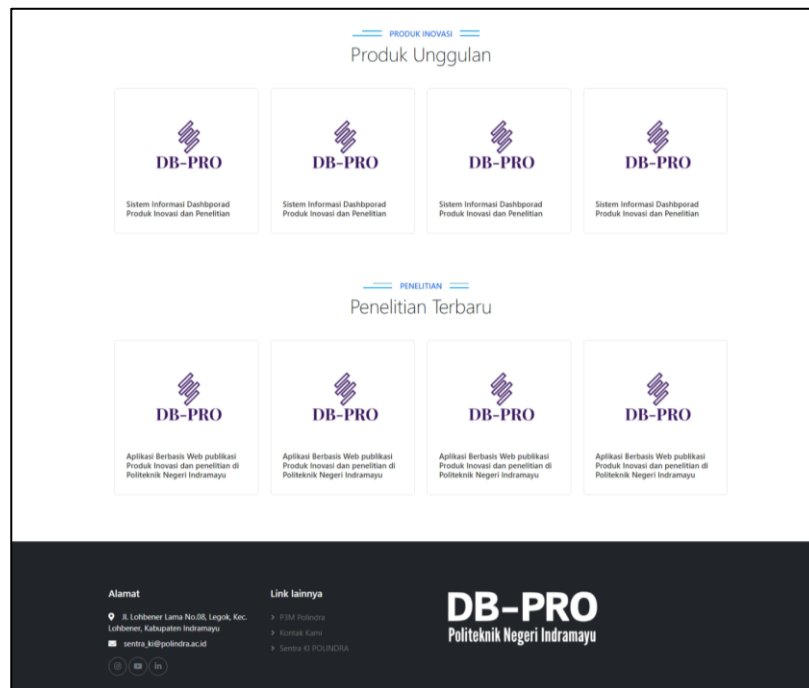 PRODUK INOVASI
Produk Unggulan
DB-PRO
DB-PRO
DB-PRO
DB-PRO
Sistem Informasi Dashbporad
Produk Inovasi dan Penelitian
Sistem Informasi Dashbporad
Produk Inovasi dan Penelitian
Sistem Informasi Dashbporad
Produk Inovasi dan Penelitian
Sistem Informasi Dashbporad
Produk Inovasi dan Penelitian
PENELITIAN
Penelitian Terbaru
DB-PRO
DB-PRO
DB-PRO
DB-PRO
Aplikasi Berbasis Web publikasi
Produk Inovasi dan penelitian di
Politeknik Negeri Indramayu
Aplikasi Berbasis Web publikasi
Produk Inovasi dan penelitian di
Politeknik Negeri Indramayu
Aplikasi Berbasis Web publikasi
Produk Inovasi dan penelitian di
Politeknik Negeri Indramayu
Aplikasi Berbasis Web publikasi
Produk Inovasi dan penelitian di
Politeknik Negeri Indramayu
Alamat
Jl. Lohbener Lama No.08, Legok, Kec.
Lohbener, Kabupaten Indramayu
sentra_ki@polindra.ac.id
Link lainnya
P3M Polindra
Kontak Kami
Sentra KI POLINDRA
DB-PRO
Politeknik Negeri Indramayu